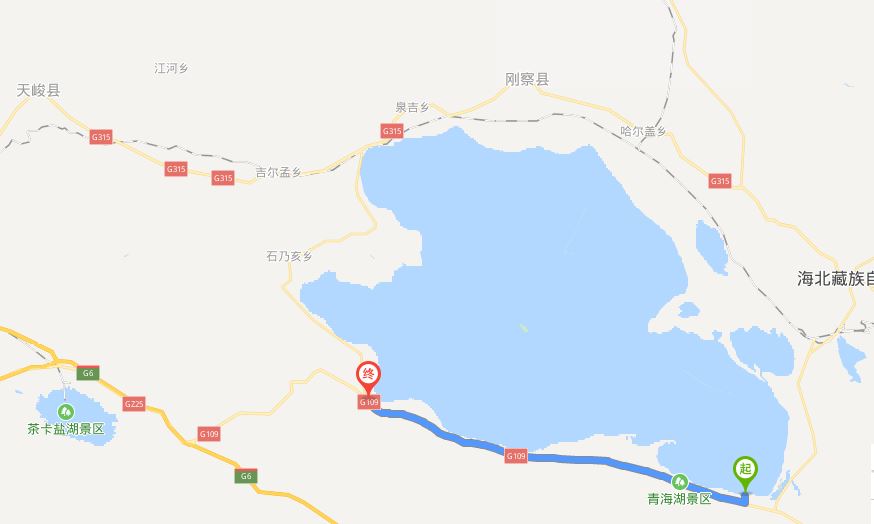 江河乡
刚察县
天峻县
泉吉乡
G315
哈尔盖乡
G315
G315
吉尔孟乡
G315
G315
石乃亥乡
海北藏族自
终
G6
G109
GZ25
茶卡盐湖景区
G109
G109
起
G6
青海湖景区